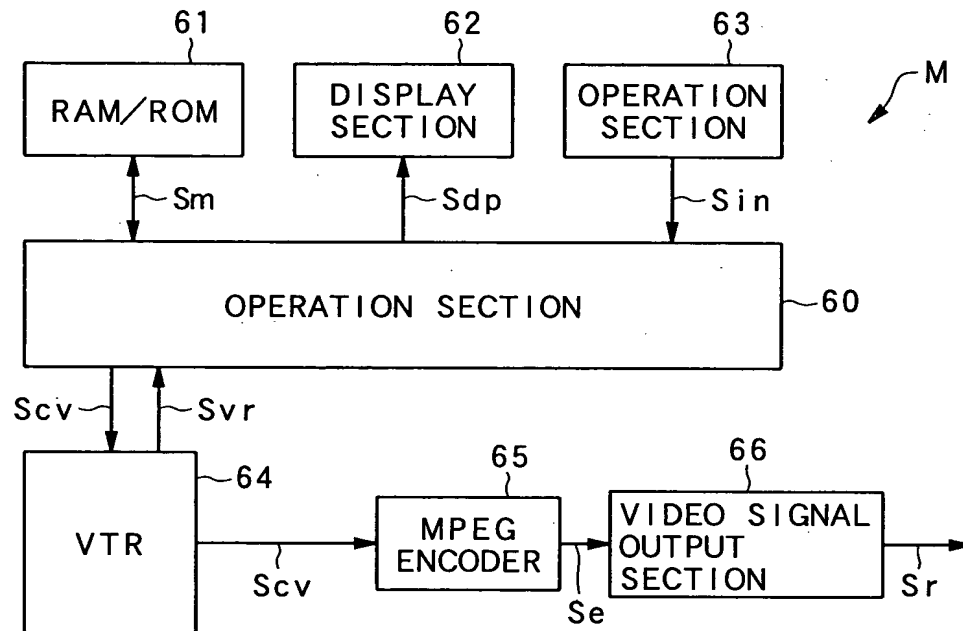 61
62
63
M
RAM/ROM
DISPLAY
SECTION
OPERATION
SECTION
Sm
Sdp
Sin
OPERATION SECTION
60
Scv
Svr
64
65
66
VTR
MPEG
ENCODER
VIDEO SIGNAL
OUTPUT
SECTION
Scv
Se
Sr